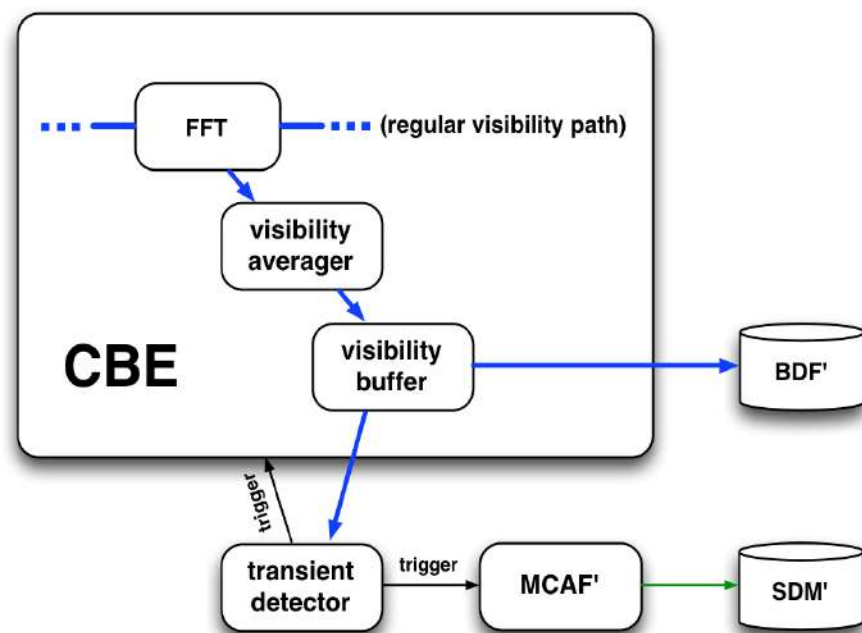 FFT
(regular visibility path)
visibility
averager
CBE
visibility
buffer
BDF'
trigger
transient
detector
trigger
MCAF'
SDM'